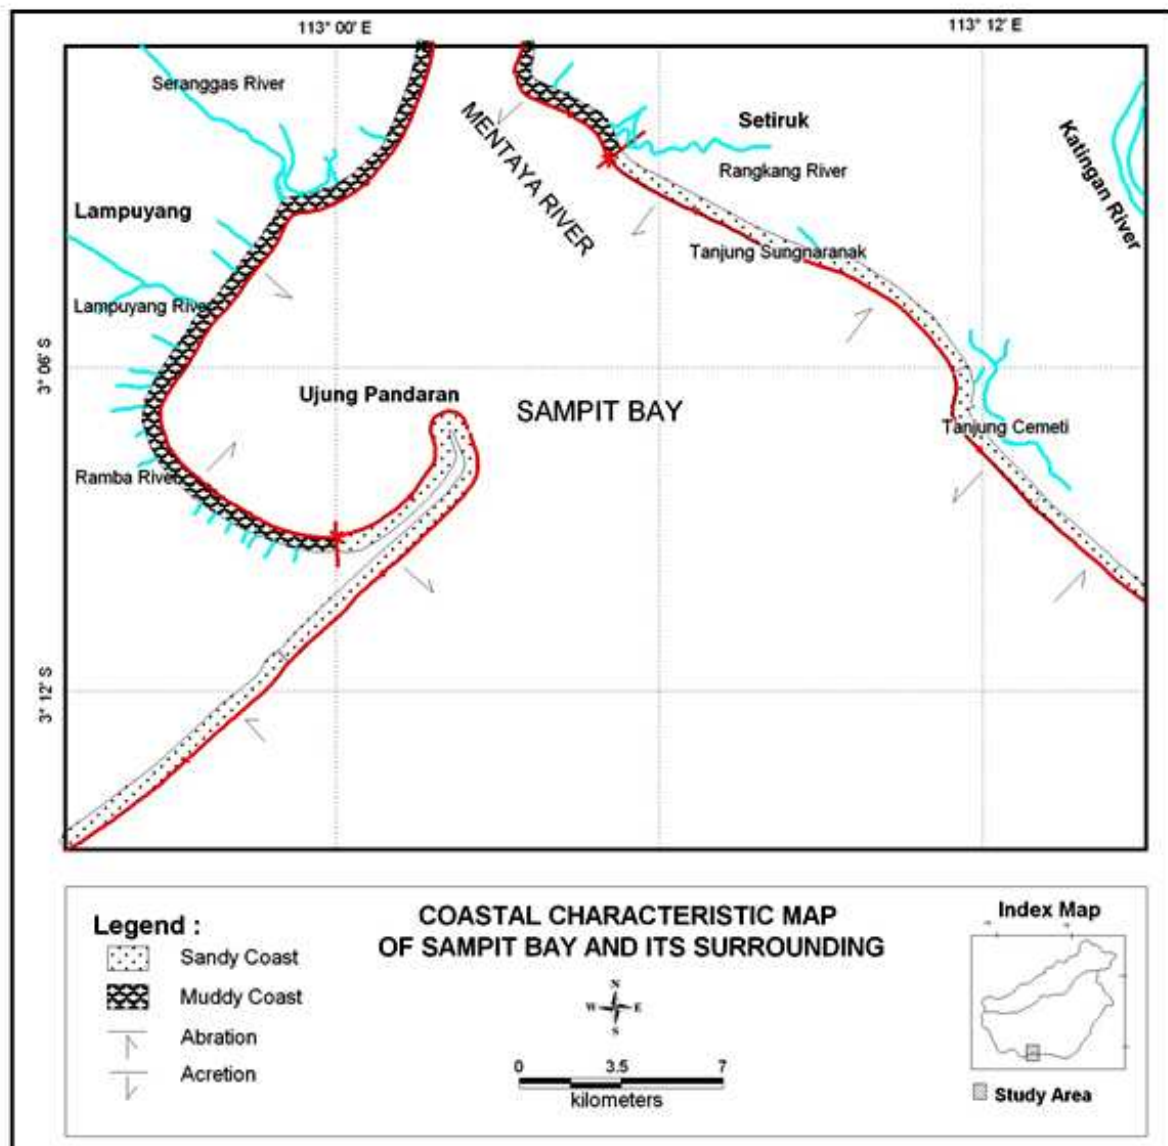 113° 00' E
113° 12' E
Seranggas River
MENTAYA RIVER
Setiruk
Rangkang River
Katingan River
Lampuyang
Tanjung Sungnaranak
Lampuyang River
3° 06' S
Ujung Pandaran
SAMPIT BAY
Tanjung Cemeti
Ramba River
3° 12' S
Legend :
Sandy Coast
Muddy Coast
Abration
Acretion
COASTAL CHARACTERISTIC MAP
OF SAMPIT BAY AND ITS SURROUNDING
N
W E
S
0 3.5 7
kilometers
Index Map
Study Area